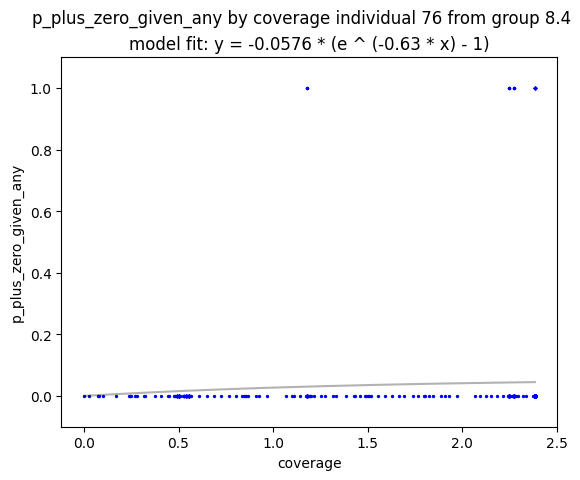 p_plus_zero_given_any by coverage individual 76 from group 8.4
model fit: y = -0.0576 * (e ^ (-0.63 * x) - 1)
1.0
0.8
0.6
0.4
0.2
0.0
p_plus_zero_given_any
0.0 0.5 1.0 1.5 2.0 2.5
coverage